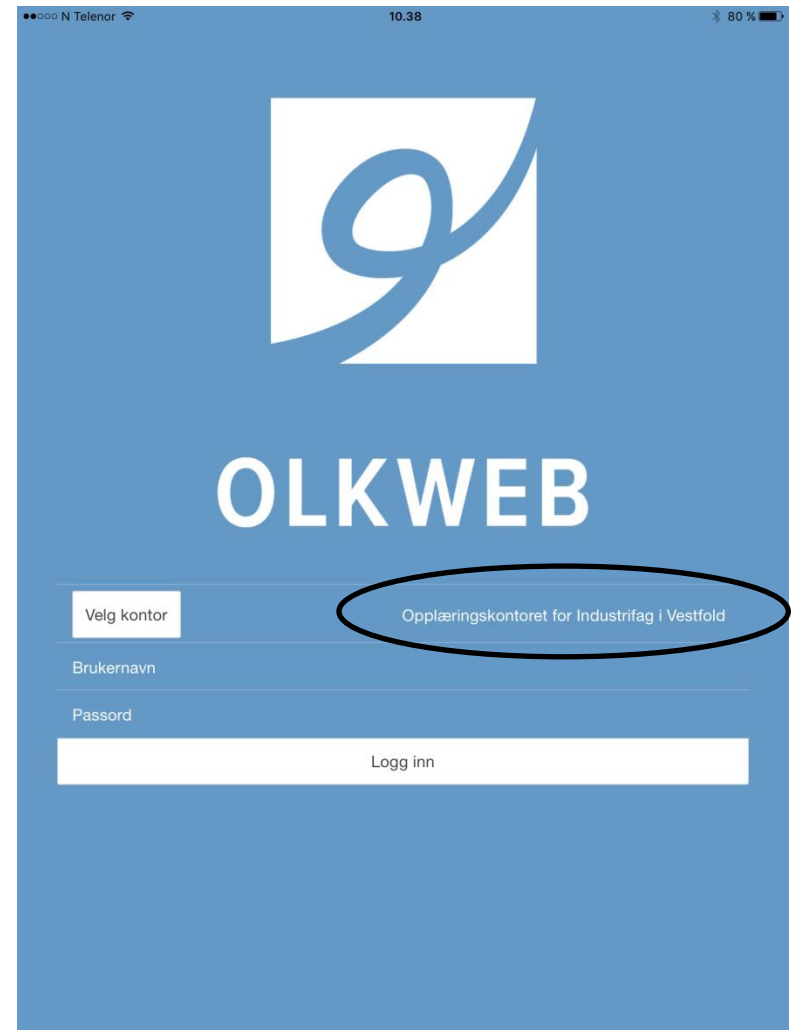 N Telenor 10.38 80 %
OLKWEB
Velg kontor Opplæringskontoret for Industrifag i Vestfold
Brukernavn
Passord
Logg inn